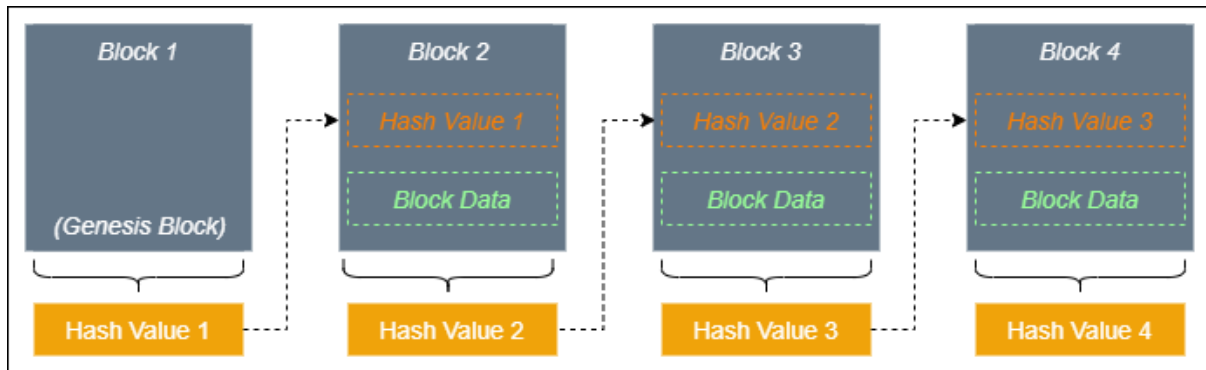 Block 1
(Genesis Block)
Hash Value 1
Block 2
Hash Value 1
Block Data
Hash Value 2
Block 3
Hash Value 2
Block Data
Hash Value 3
Block 4
Hash Value 3
Block Data
Hash Value 4